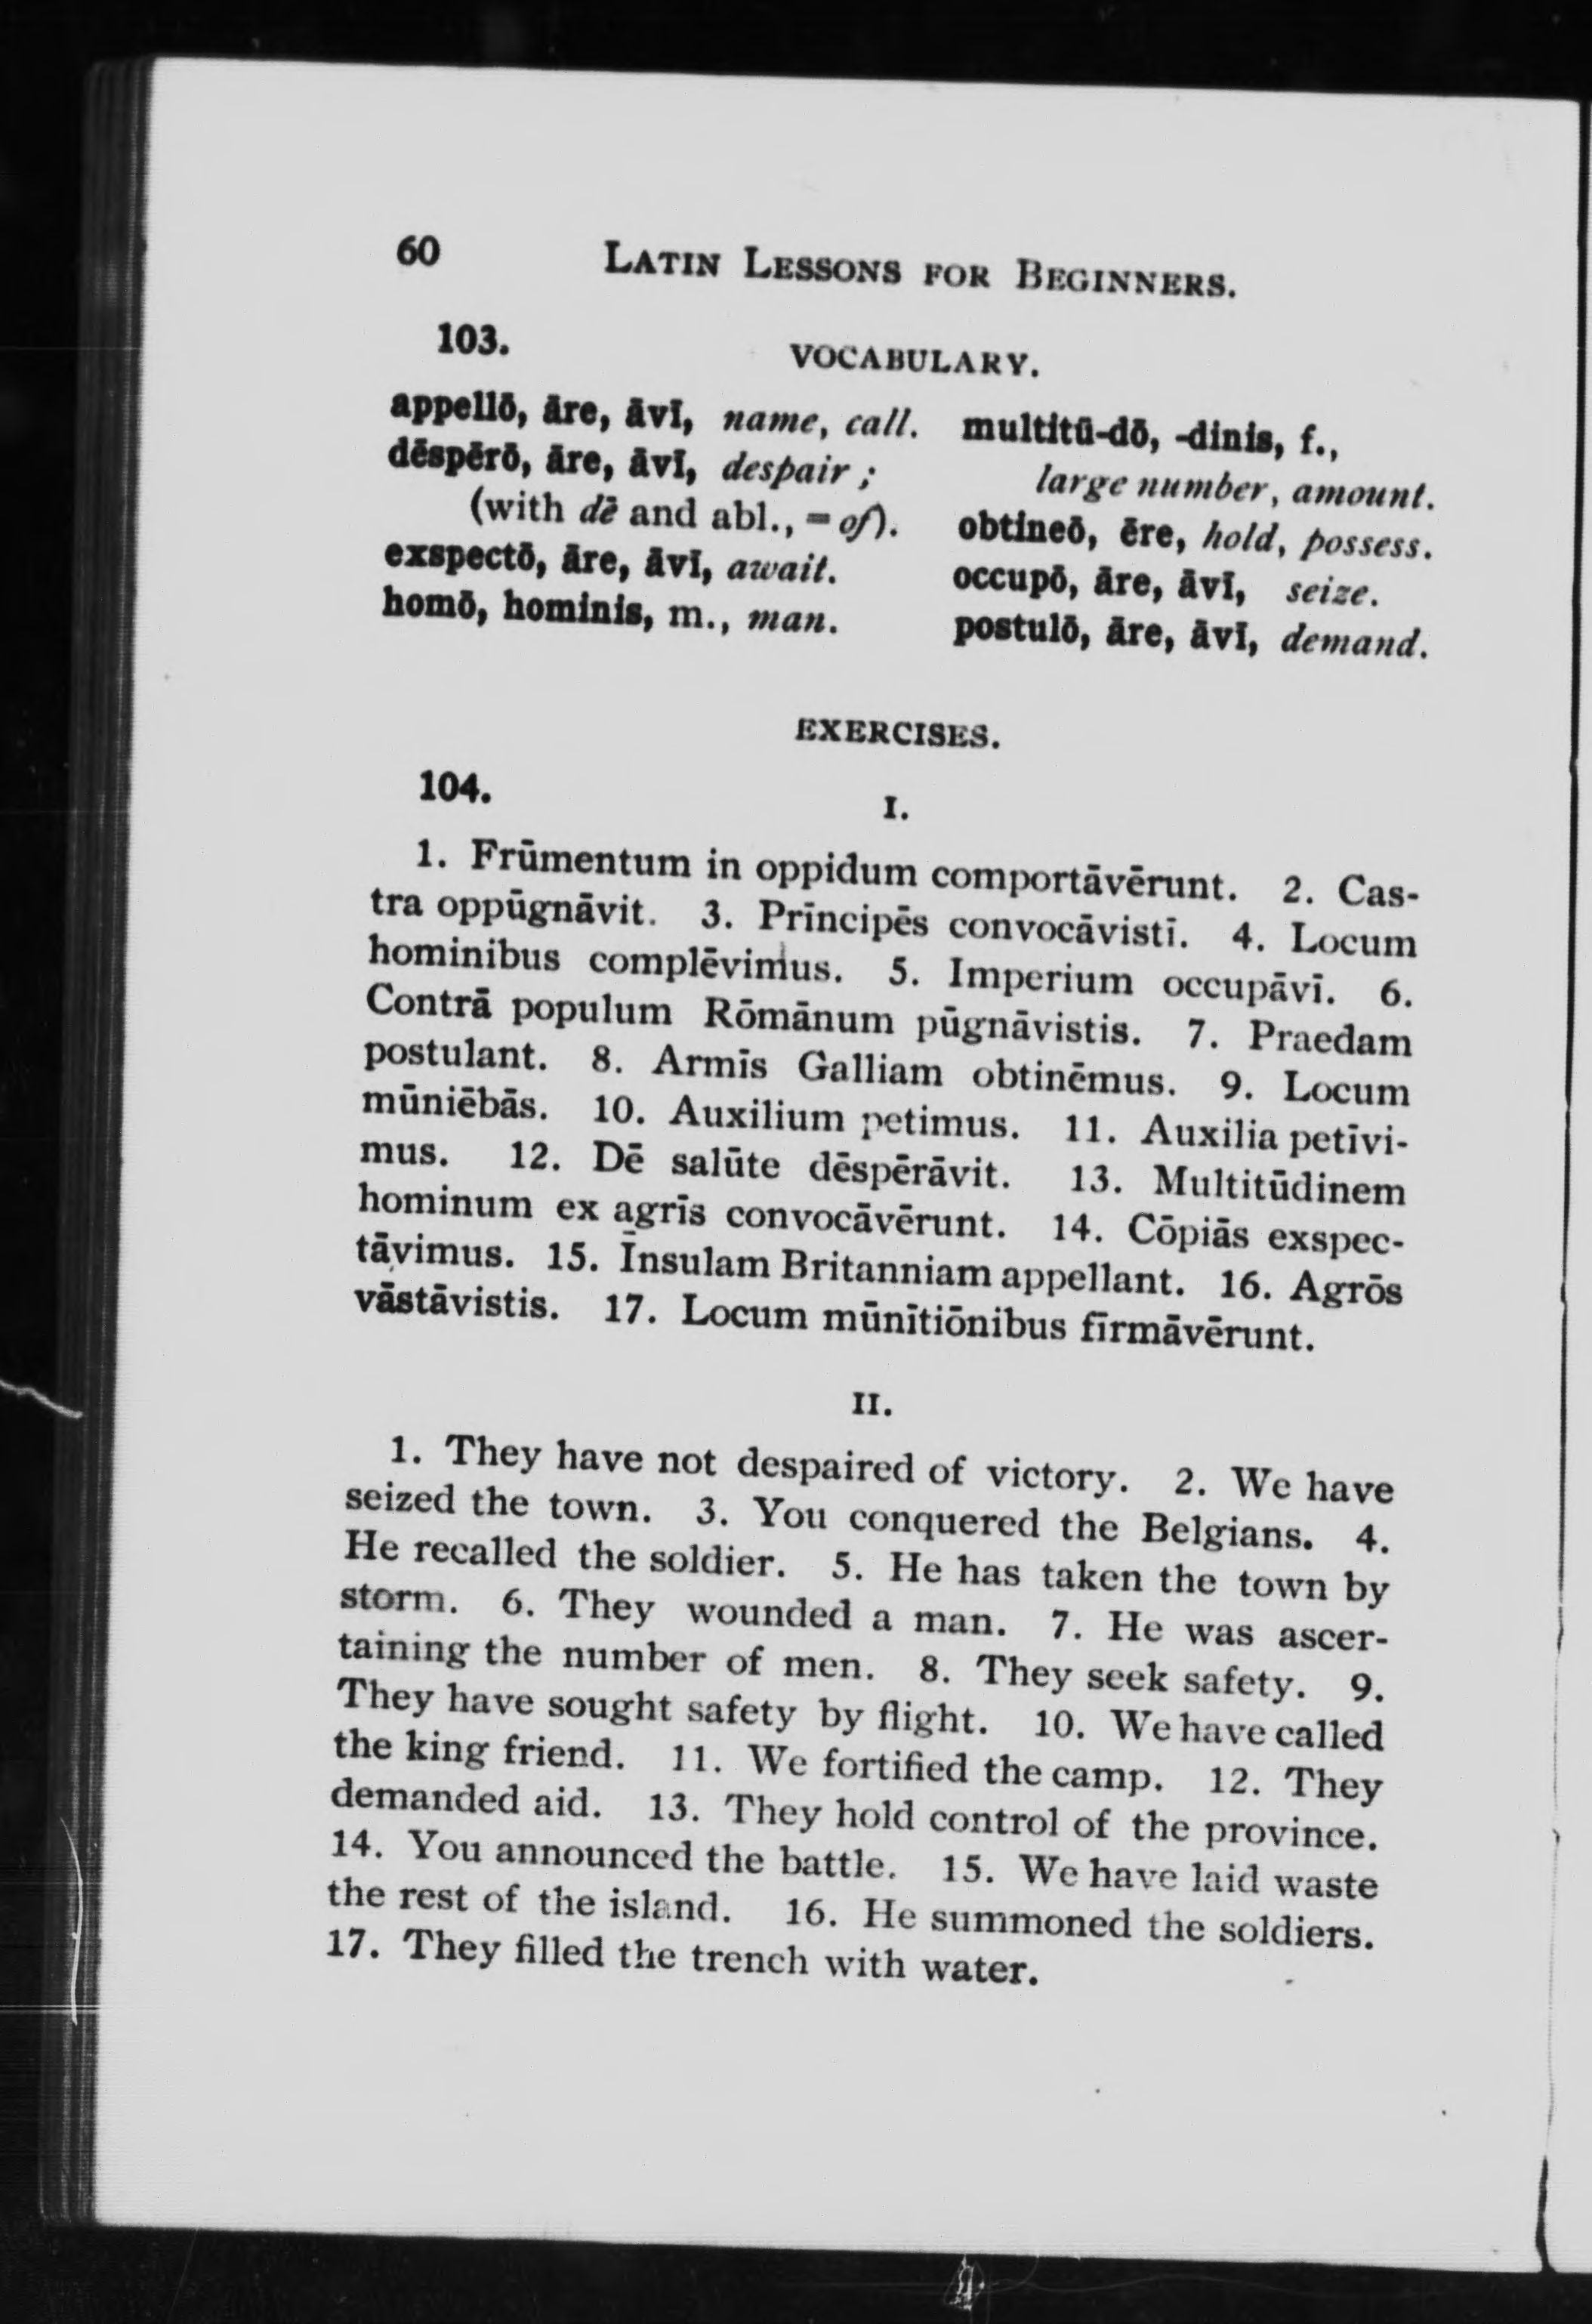 60 LATIN LESSONS FOR BEGINNERS.
103. VOCABULARY.
appellō, āre, āvī, name, call.
dēspērō, āre, āvī, despair;
(with dē and abl., = of).
exspectō, āre, āvī, await.
homō, hominis, m., man.
multitū-dō, -dinis, f.,
large number, amount.
obtineō, ēre, hold, possess.
occupō, āre, āvī, seize.
postulō, āre, āvī, demand.
EXERCISES.
104.
I.
1. Frūmentum in oppidum comportāvērunt. 2. Cas-
tra oppūgnāvit. 3. Prīncipēs convocāvistī. 4. Locum
hominibus complēvimus. 5. Imperium occupāvī. 6.
Contrā populum Rōmānum pūgnāvistis. 7. Praedam
postulant. 8. Armīs Galliam obtinēmus. 9. Locum
mūniēbās. 10. Auxilium petimus. 11. Auxilia petīvi-
mus. 12. Dē salūte dēspērāvit. 13. Multitūdinem
hominum ex agrīs convocāvērunt. 14. Cōpiās exspec-
tāvimus. 15. Īnsulam Britanniam appellant. 16. Agrōs
vāstāvistis. 17. Locum mūnītiōnibus fīrmāvērunt.
II.
1. They have not despaired of victory. 2. We have
seized the town. 3. You conquered the Belgians. 4.
He recalled the soldier. 5. He has taken the town by
storm. 6. They wounded a man. 7. He was ascer-
taining the number of men. 8. They seek safety. 9.
They have sought safety by flight. 10. We have called
the king friend. 11. We fortified the camp. 12. They
demanded aid. 13. They hold control of the province.
14. You announced the battle. 15. We have laid waste
the rest of the island. 16. He summoned the soldiers.
17. They filled the trench with water.